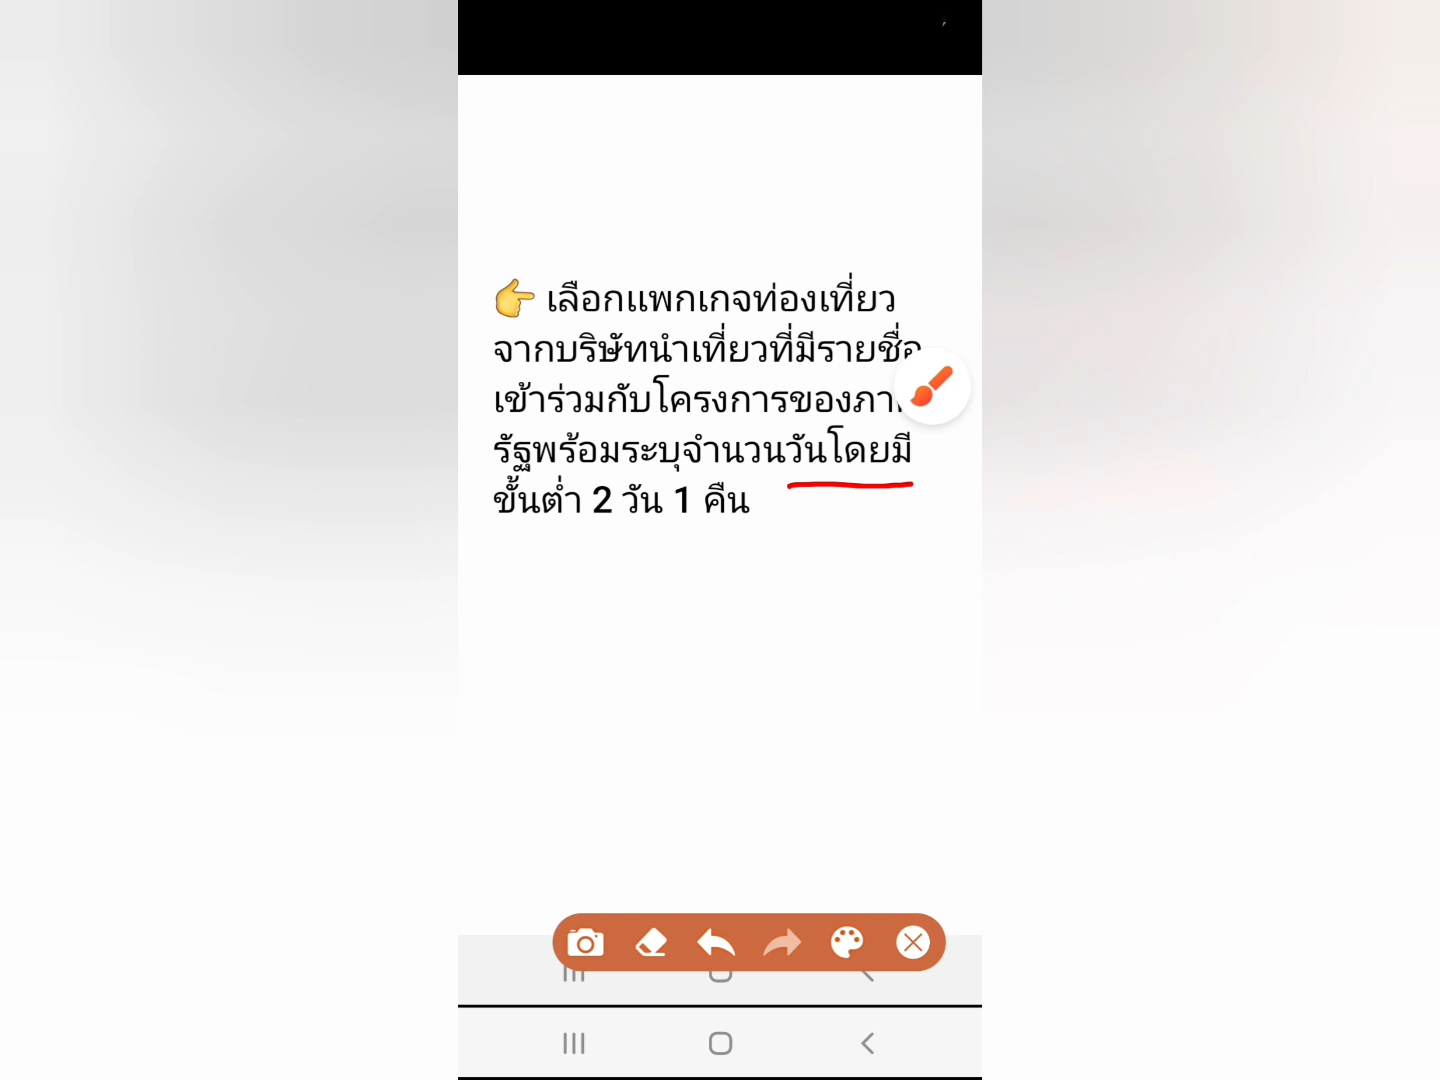 👉 เลือกแพกเกจท่องเที่ยว
จากบริษัทนำเที่ยวที่มีรายชื่อ
เข้าร่วมกับโครงการของภาค
รัฐพร้อมระบุจำนวนวันโดยมี
ขั้นต่ำ 2 วัน 1 คืน